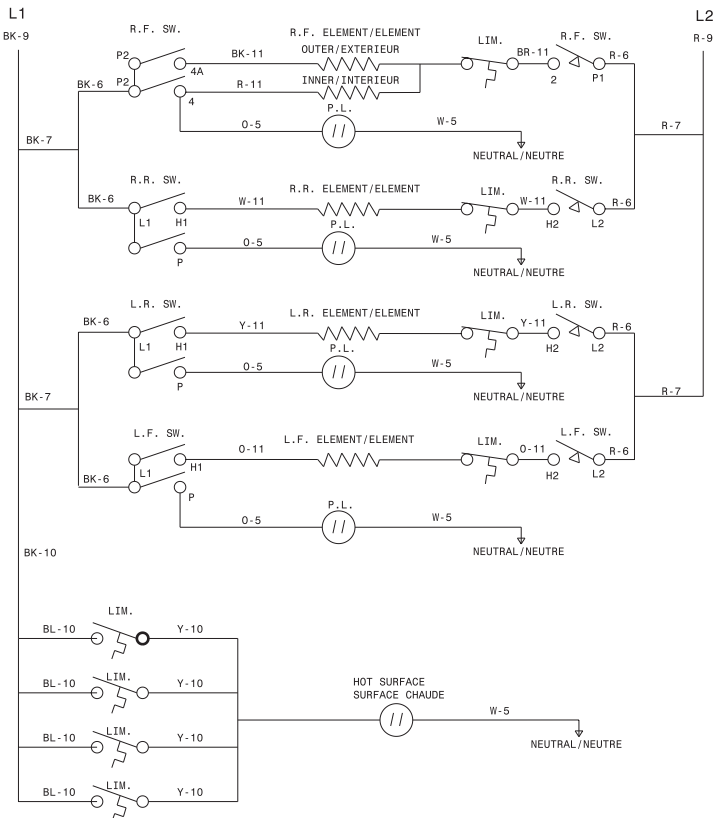 L1
L2
BK-9
R-9
R.F. SW.
R.F. ELEMENT/ELEMENT
OUTER/EXTERIEUR
LIM.
R.F. SW.
P2
BK-11
BR-11
R-6
4A
2
P1
BK-6
P2
R-11
INNER/INTERIEUR
4
P.L.
O-5
W-5
R-7
BK-7
NEUTRAL/NEUTRE
R.R. SW.
R.R. ELEMENT/ELEMENT
LIM.
R.R. SW.
BK-6
W-11
W-11
R-6
L1
H1
P.L.
H2
L2
O-5
W-5
P
NEUTRAL/NEUTRE
L.R. SW.
L.R. ELEMENT/ELEMENT
LIM.
L.R. SW.
BK-6
Y-11
Y-11
R-6
L1
H1
P.L.
H2
L2
O-5
W-5
P
BK-7
NEUTRAL/NEUTRE
R-7
L.F. SW.
L.F. ELEMENT/ELEMENT
LIM.
L.F. SW.
O-11
O-11
R-6
L1
H1
H2
L2
BK-6
P
P.L.
O-5
W-5
NEUTRAL/NEUTRE
BK-10
LIM.
BL-10
Y-10
LIM.
BL-10
Y-10
HOT SURFACE
SURFACE CHAUDE
W-5
LIM.
BL-10
Y-10
NEUTRAL/NEUTRE
LIM.
BL-10
Y-10